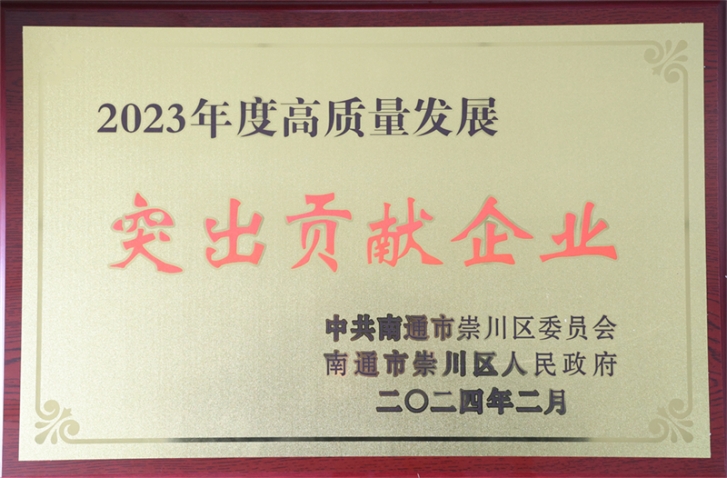 2023年度高质量发展
突出贡献企业
中共南通市崇川区委员会
南通市崇川区人民政府
二〇二四年二月